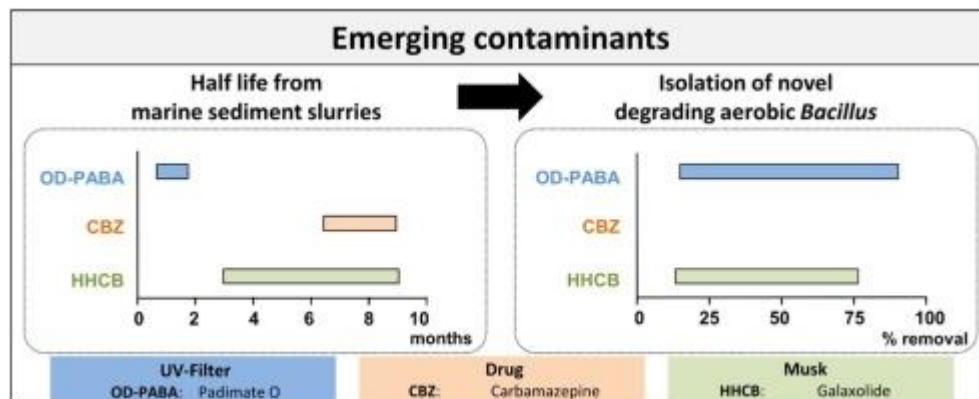 Emerging contaminants
Half life from
marine sediment slurries
OD-PABA
CBZ
HHCB
0 2 4 6 8 10
months
Isolation of novel
degrading aerobic Bacillus
OD-PABA
CBZ
HHCB
0 25 50 75 100
% removal
UV-Filter
OD-PABA: Padimate O
Drug
CBZ: Carbamazepine
Musk
HHCB: Galaxolide